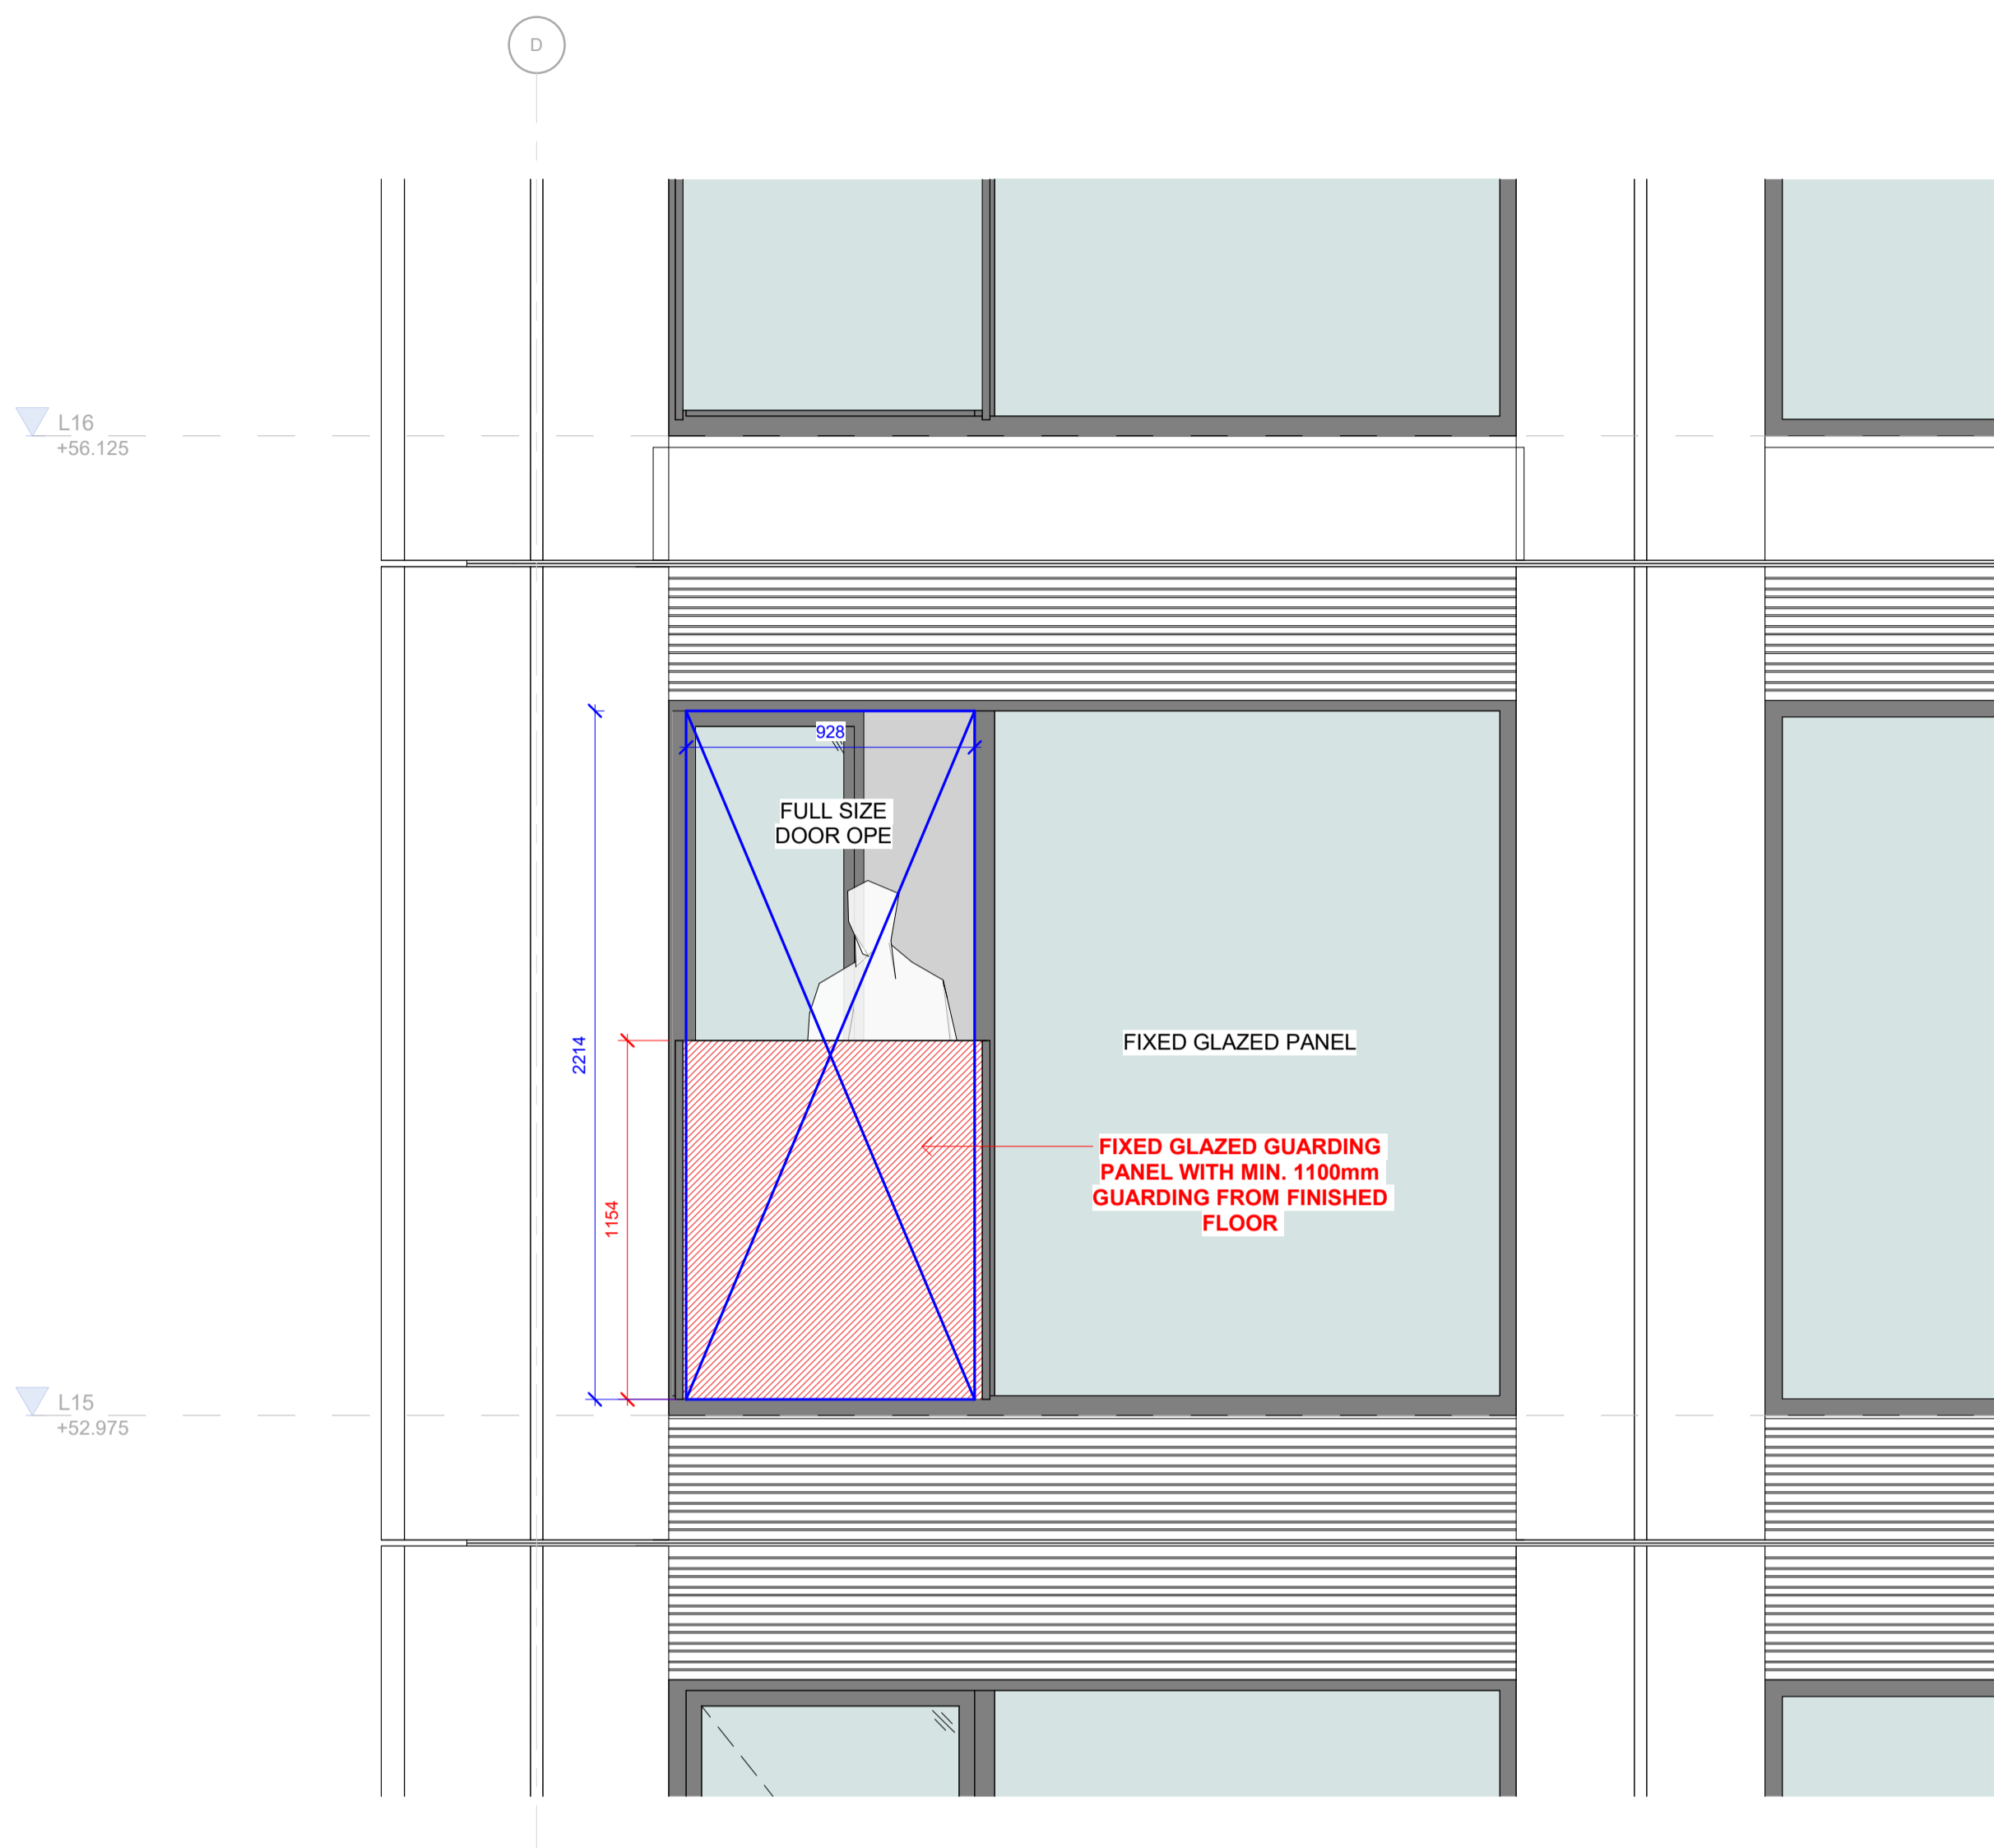 D
L16
+56.125
928
FULL SIZE
DOOR OPE
2214
FIXED GLAZED PANEL
1154
FIXED GLAZED GUARDING
PANEL WITH MIN. 1100mm
GUARDING FROM FINISHED
FLOOR
L15
+52.975